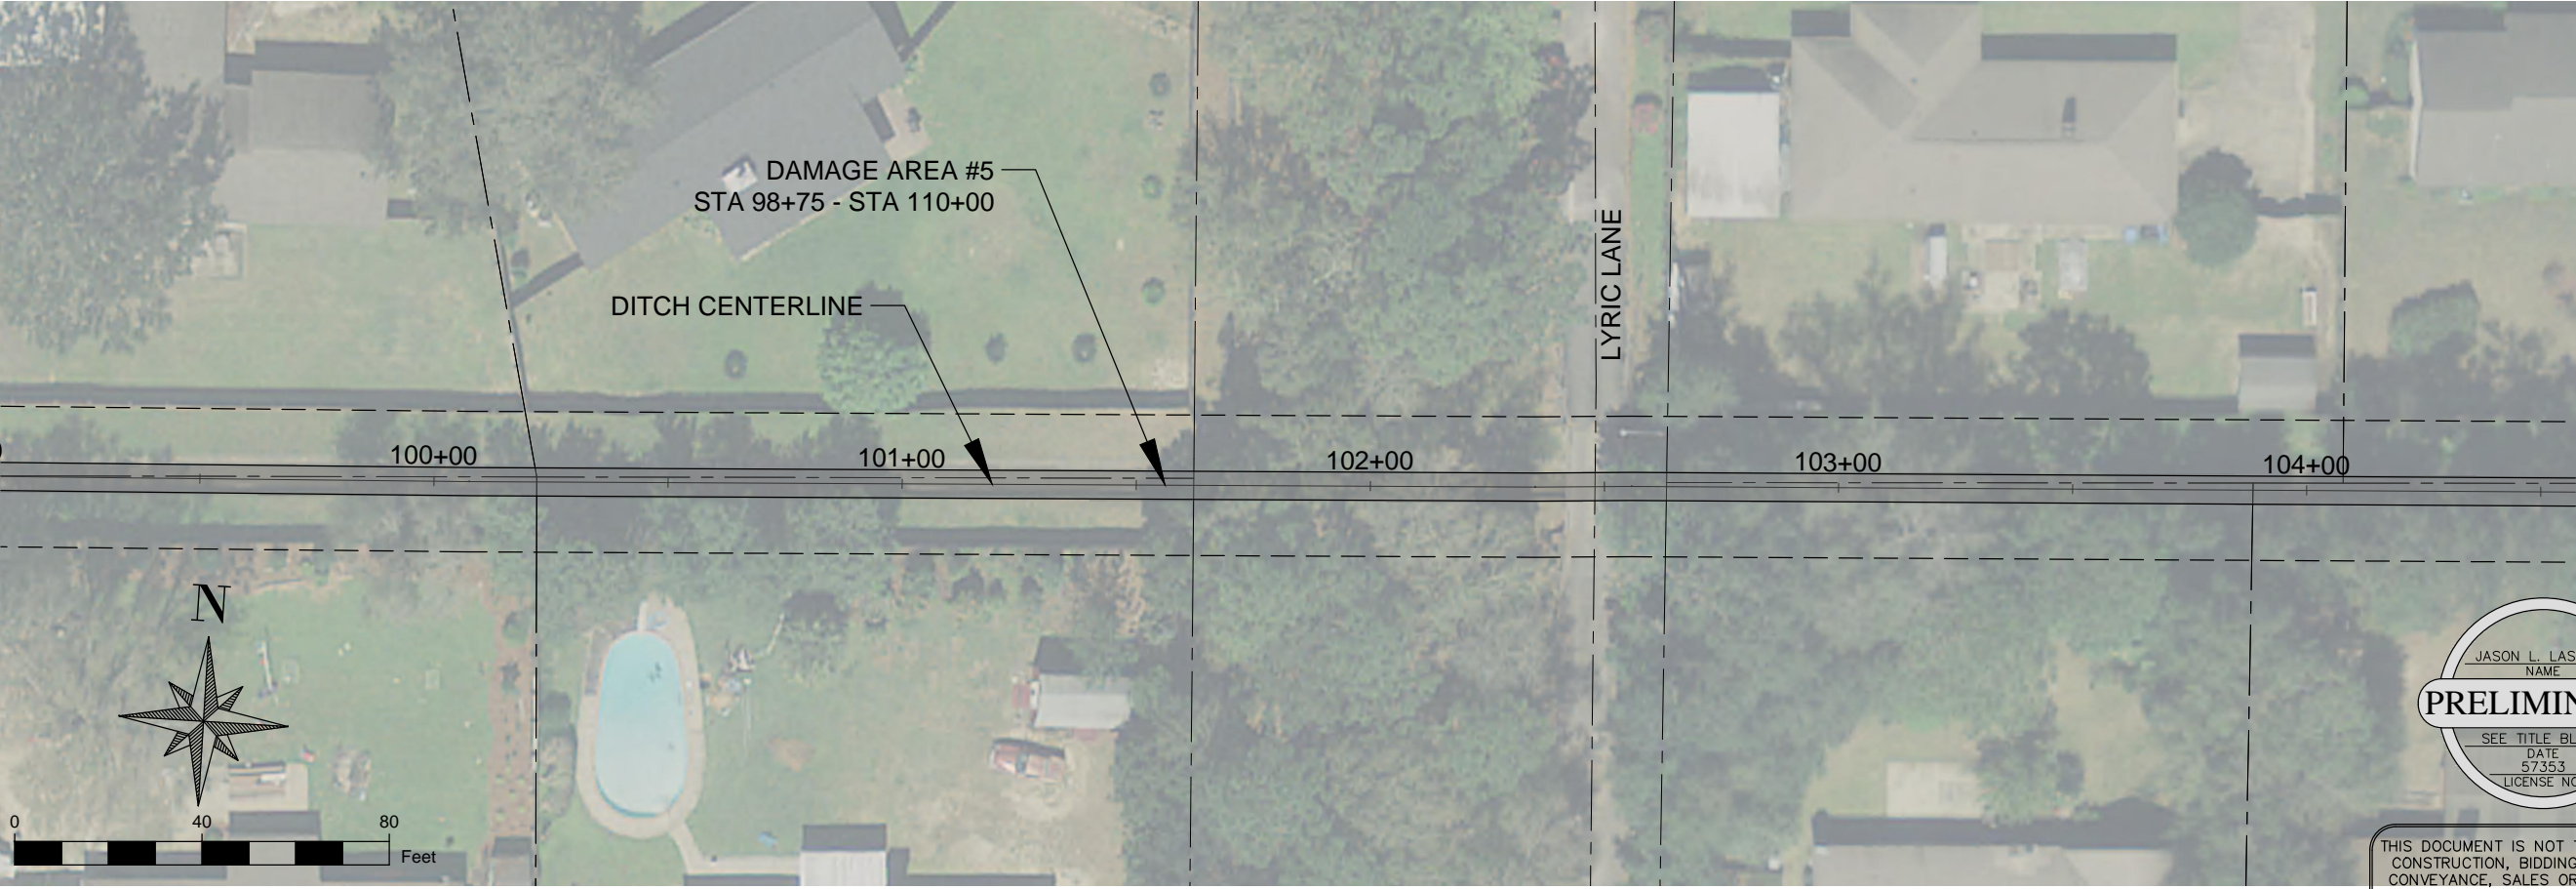 DAMAGE AREA #5
STA 98+75 - STA 110+00
LYRIC LANE
DITCH CENTERLINE
100+00
101+00
102+00
103+00
104+00
N
JASON L. LAS
NAME
PRELIMIN
SEE TITLE BL
DATE
57353
LICENSE NO
0 40 80
Feet
THIS DOCUMENT IS NOT
CONSTRUCTION, BIDDING
CONVEYANCE, SALES OR